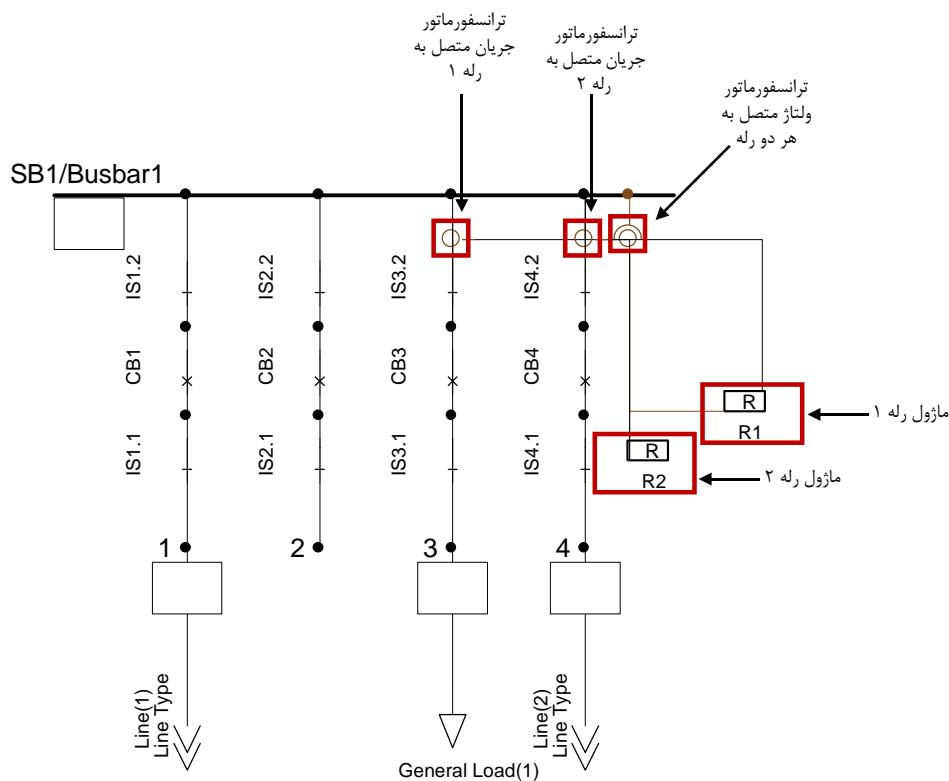 ترانسفورماتور
جریان متصل به
رله ۱
ترانسفورماتور
جریان متصل به
رله ۲
ترانسفورماتور
ولتاژ متصل به
هر دو رله
SB1/Busbar1
IS1.2
IS2.2
IS3.2
IS4.2
CB1
CB2
CB3
CB4
R
R1
ماژول رله ۱
IS1.1
IS2.1
IS3.1
IS4.1
R
R2
ماژول رله ۲
1
2
3
4
Line(1)
Line Type
Line(2)
Line Type
General Load(1)